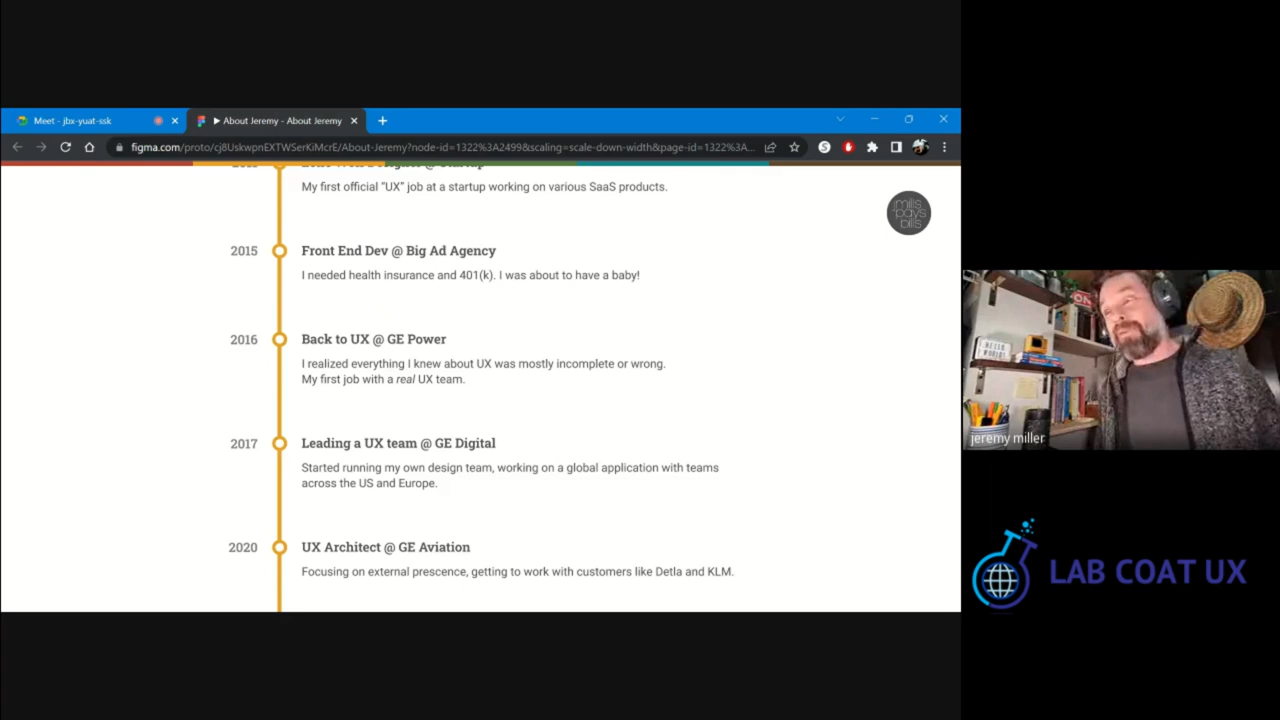 Meet - jbx-yuat-ssk
About Jeremy - About Jeremy
figma.com/proto/cj8UskwpnEXTWSerKiMcrE/About-Jeremy?node-id=1322%3A2499&scaling=scale-down-width&page-id=1322%3A...
My first official “UX” job at a startup working on various SaaS products.
mills
pays
bills
2015
Front End Dev @ Big Ad Agency
I needed health insurance and 401(k). I was about to have a baby!
2016
Back to UX @ GE Power
I realized everything I knew about UX was mostly incomplete or wrong.
My first job with a real UX team.
2017
Leading a UX team @ GE Digital
Started running my own design team, working on a global application with teams
across the US and Europe.
2020
UX Architect @ GE Aviation
Focusing on external prescence, getting to work with customers like Detla and KLM.
ON
HELLO
WORLD!
jeremy miller
LAB COAT UX